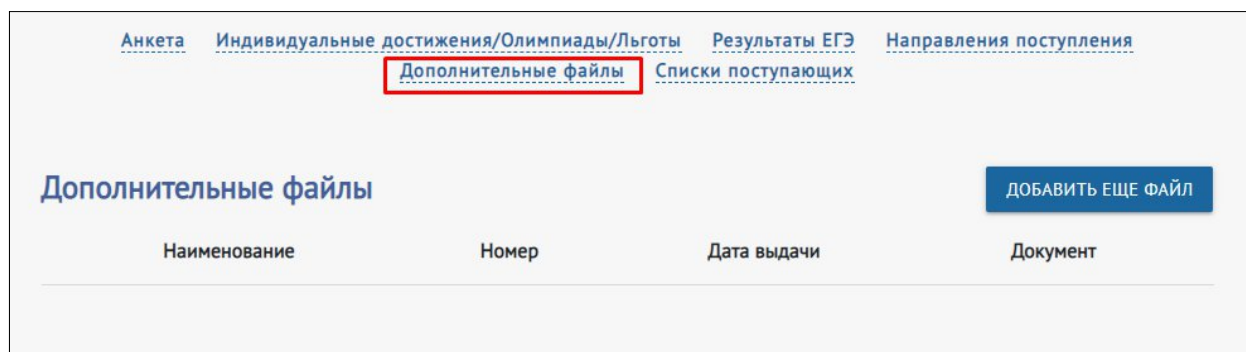 Анкета Индивидуальные достижения/Олимпиады/Льготы Результаты ЕГЭ Направления поступления
Дополнительные файлы Списки поступающих
Дополнительные файлы
ДОБАВИТЬ ЕЩЕ ФАЙЛ
Наименование Номер Дата выдачи Документ